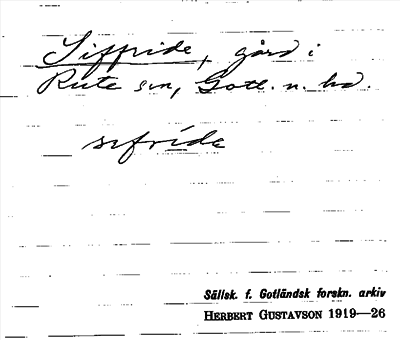 Siffride, gård i
Rute sn, Gotl. n. hd.
sifríde
Sällsk. f. Gotländsk forskn. arkiv
HERBERT GUSTAVSON 1919—26